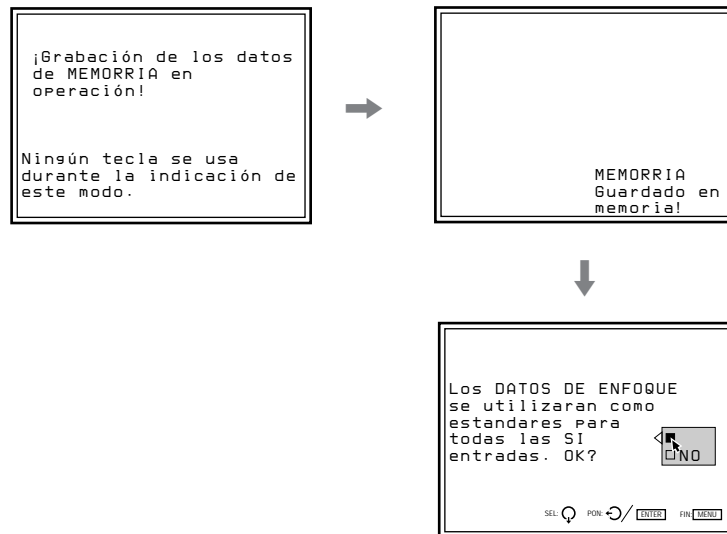 ¡Grabación de los datos
de MEMORRIA en
operación!
Ningún tecla se usa
durante la indicación de
este modo.
MEMORRIA
Guardado en
memoria!
Los DATOS DE ENFOQUE
se utilizaran como
estandares para
todas las SI
entradas. OK?
NO
SEL: PON: / ENTER FIN: MENU